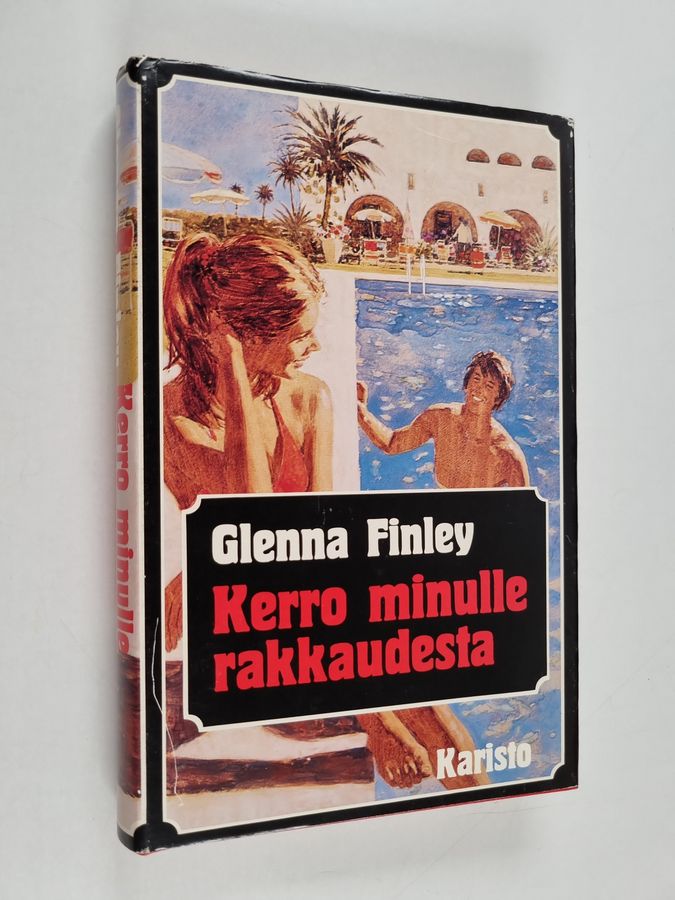 Glenna Finley
Kerro minulle
rakkaudesta
Karisto
Kerro minulle